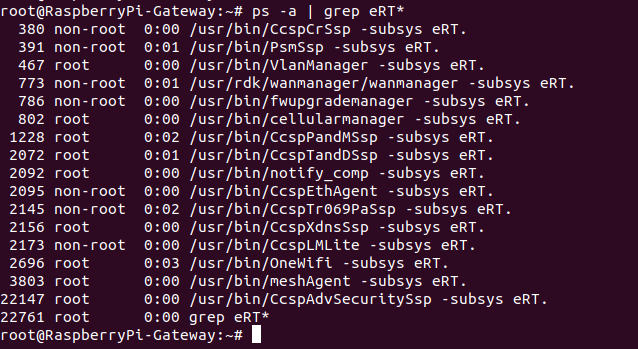 root@RaspberryPi-Gateway:~# ps -a | grep eRT*
380 non-root 0:00 /usr/bin/CcspCrSsp -subsys eRT.
391 non-root 0:01 /usr/bin/PsmSsp -subsys eRT.
467 root 0:00 /usr/bin/VlanManager -subsys eRT.
773 non-root 0:01 /usr/rdk/wanmanager/wanmanager -subsys eRT.
786 non-root 0:00 /usr/bin/fwupgrademanager -subsys eRT.
802 root 0:00 /usr/bin/cellularmanager -subsys eRT.
1228 root 0:02 /usr/bin/CcspPandMSsp -subsys eRT.
2072 root 0:01 /usr/bin/CcspTandDSsp -subsys eRT.
2092 root 0:00 /usr/bin/notify_comp -subsys eRT.
2095 non-root 0:00 /usr/bin/CcspEthAgent -subsys eRT.
2145 non-root 0:02 /usr/bin/CcspTr069PaSsp -subsys eRT.
2156 root 0:00 /usr/bin/CcspXdnsSsp -subsys eRT.
2173 non-root 0:00 /usr/bin/CcspLMLite -subsys eRT.
2696 root 0:03 /usr/bin/OneWifi -subsys eRT.
3803 root 0:00 /usr/bin/meshAgent -subsys eRT.
22147 root 0:00 /usr/bin/CcspAdvSecuritySsp -subsys eRT.
22761 root 0:00 grep eRT*
root@RaspberryPi-Gateway:~#